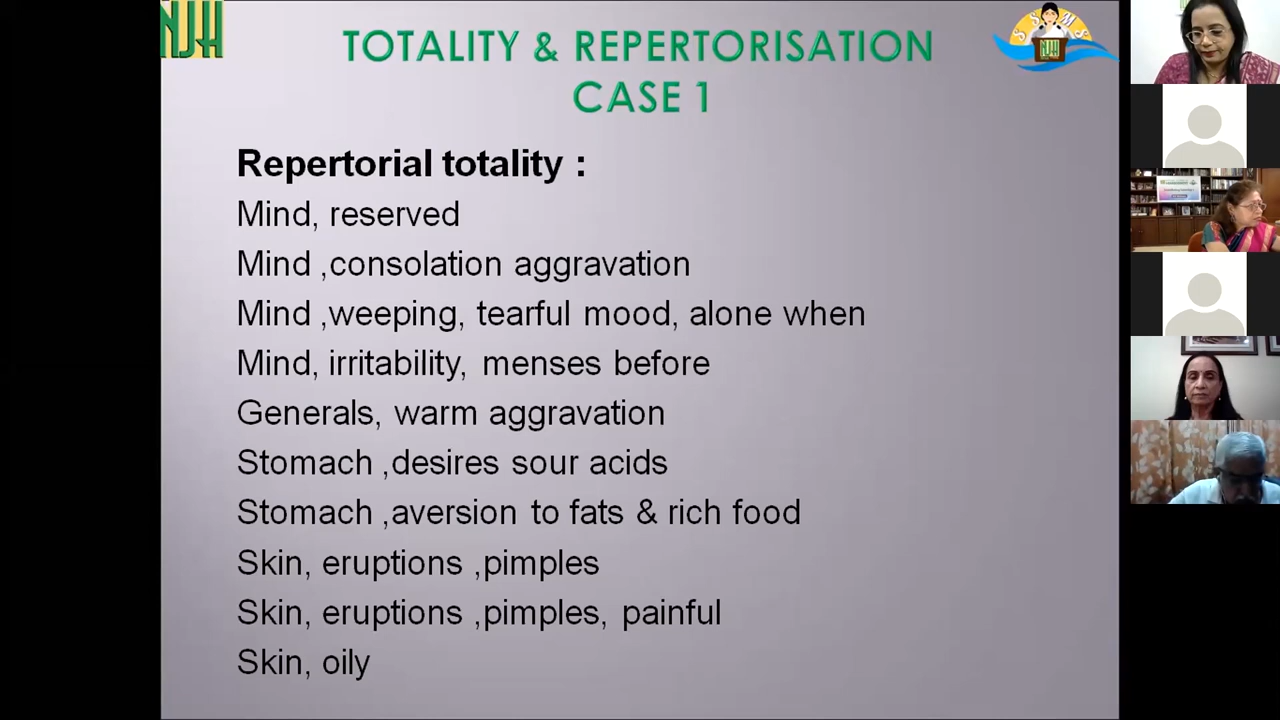 NJH
TOTALITY & REPERTORISATION
CASE 1
S S M S
NJH
Repertorial totality :
Mind, reserved
Mind ,consolation aggravation
Mind ,weeping, tearful mood, alone when
Mind, irritability, menses before
Generals, warm aggravation
Stomach ,desires sour acids
Stomach ,aversion to fats & rich food
Skin, eruptions ,pimples
Skin, eruptions ,pimples, painful
Skin, oily